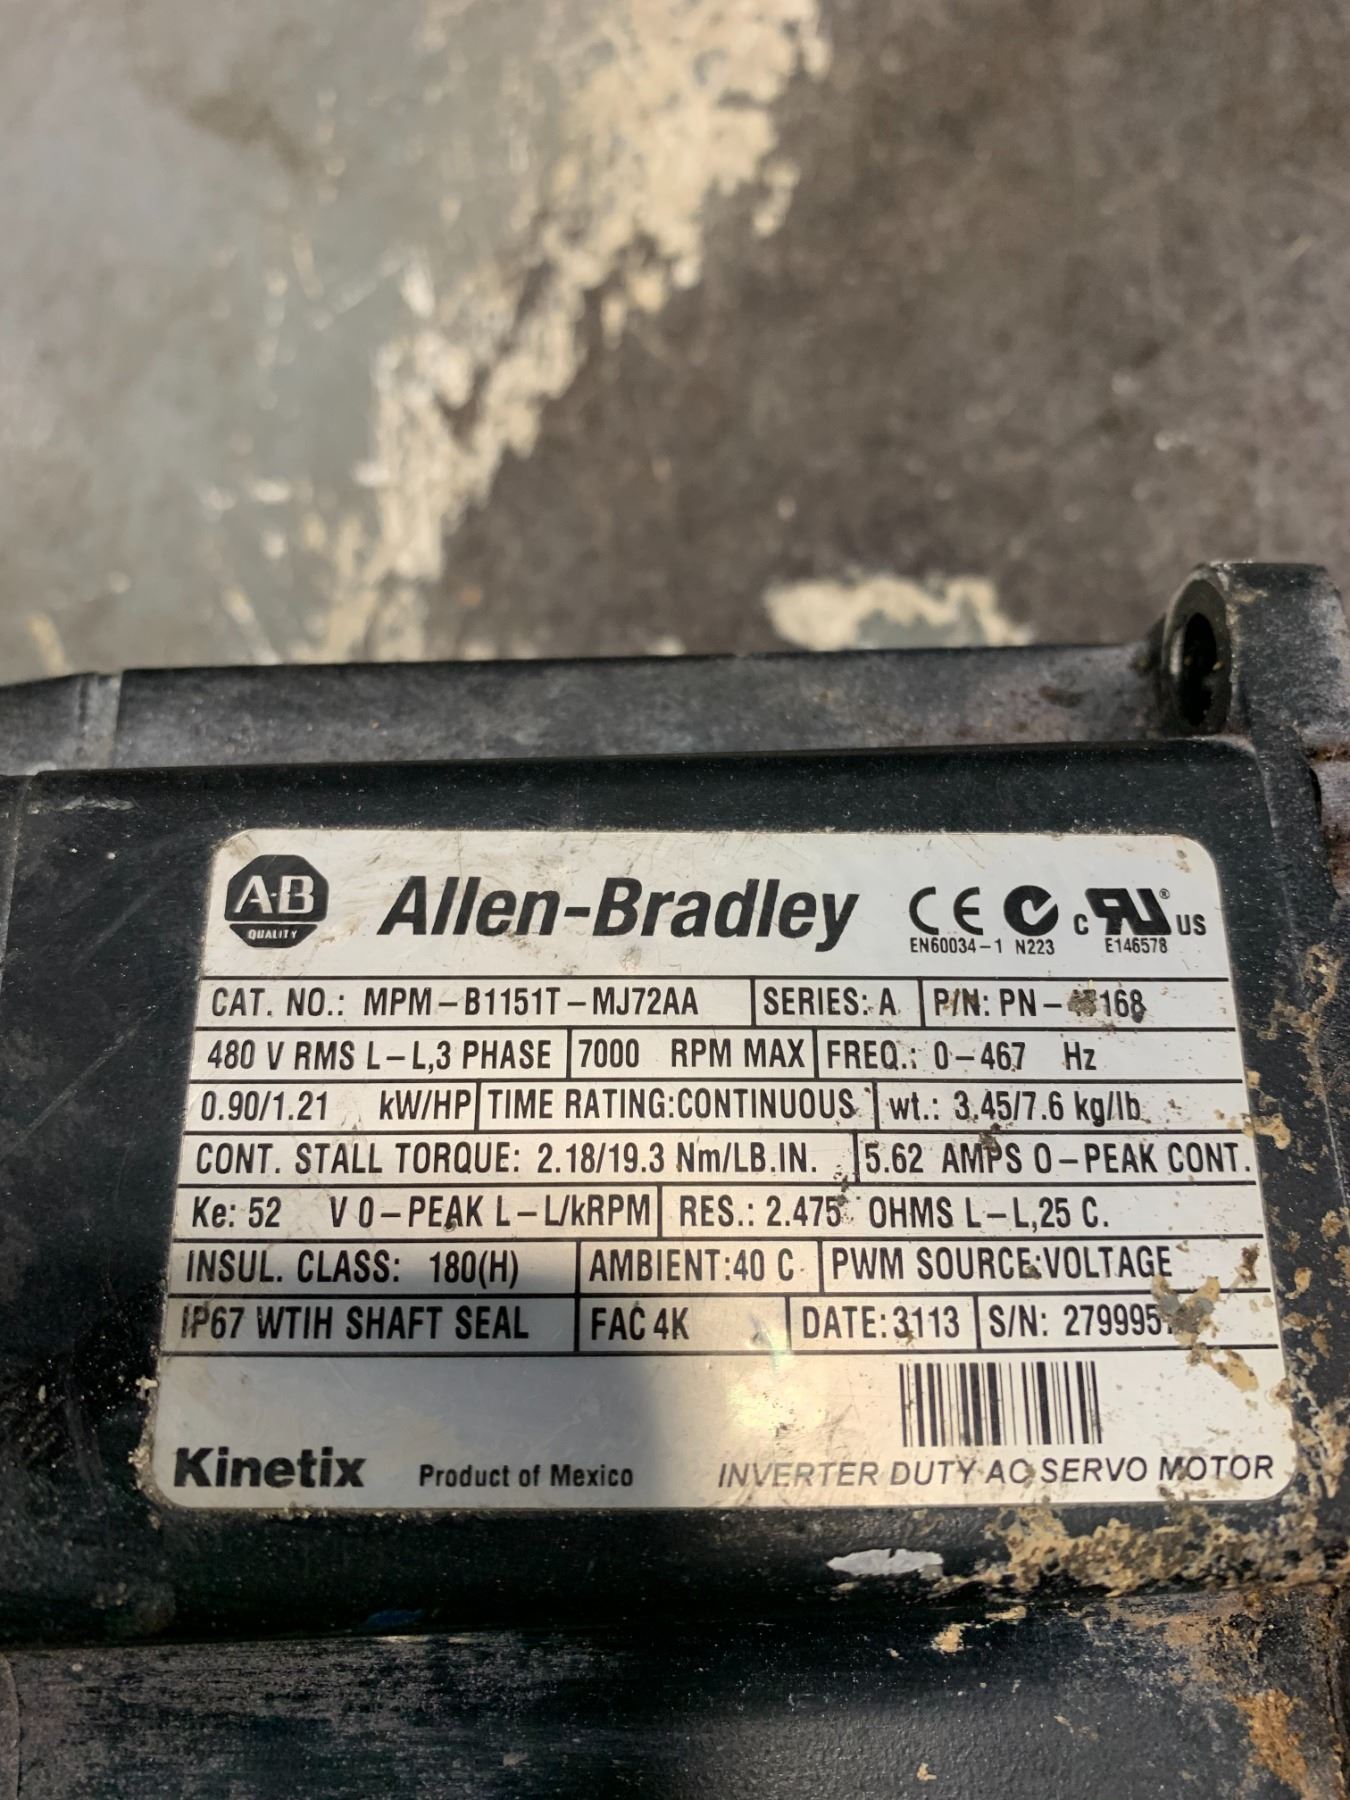 A-B Allen-Bradley CE
QUALITY EN60034-1 N223 c RU ® US E146578
CAT. NO.: MPM-B1151T-MJ72AA SERIES: A P/N:
480 V RMS L-L,3 PHASE 7000 RPM MAX FREQ.: 0-467 Hz
0.90/1.21 kW/HP TIME RATING:CONTINUOUS wt.: 3.45/7.6 kg/lb
CONT. STALL TORQUE: 2.18/19.3 Nm/LB.IN. 5.62 AMPS 0-PEAK CONT.
Ke: 52 V 0-PEAK L-L/kRPM RES.: 2.475 OHMS L-L,25 C.
INSUL. CLASS: 180(H) AMBIENT:40 C PWM SOURCE:VOLTAGE
IP67 WTIH SHAFT SEAL FAC 4K DATE: 3113 S/N:
Kinetix Product of Mexico INVERTER DUTY AC SERVO MOTOR